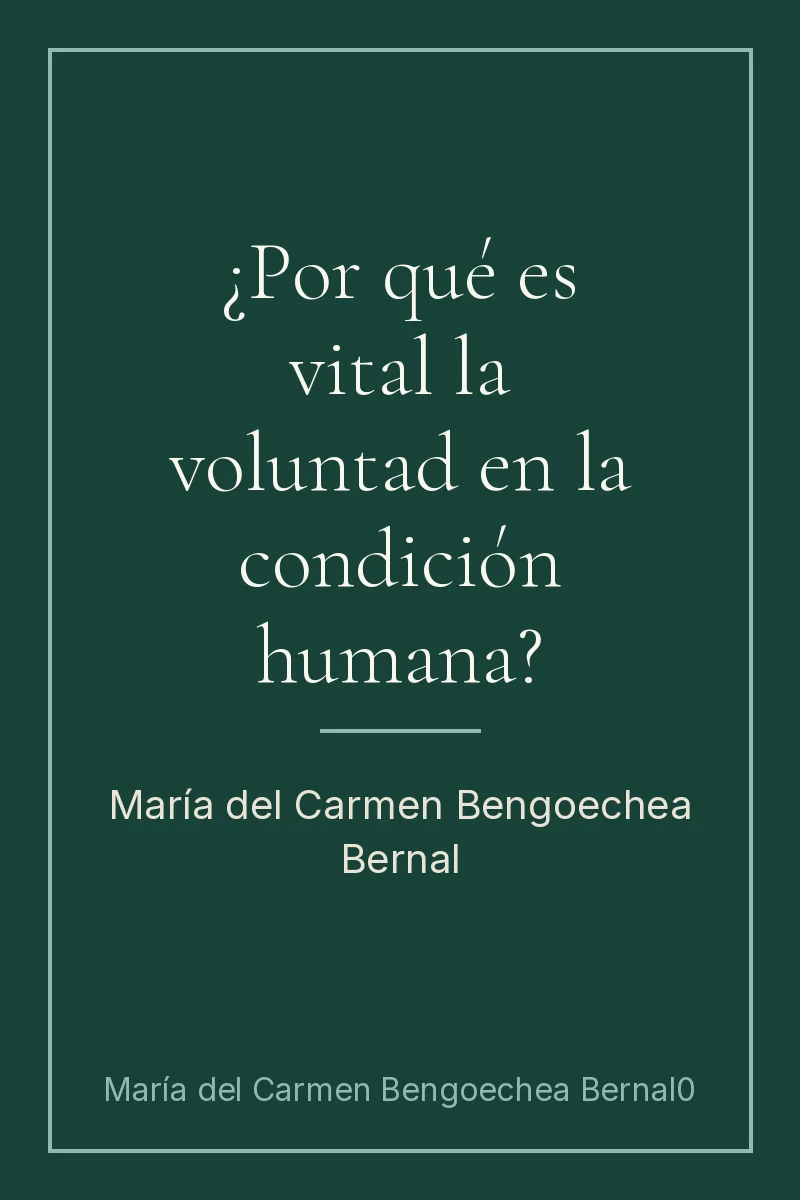 ¿Por qué es
vital la
voluntad en la
condición
humana?
María del Carmen Bengoechea
Bernal
María del Carmen Bengoechea Bernal0